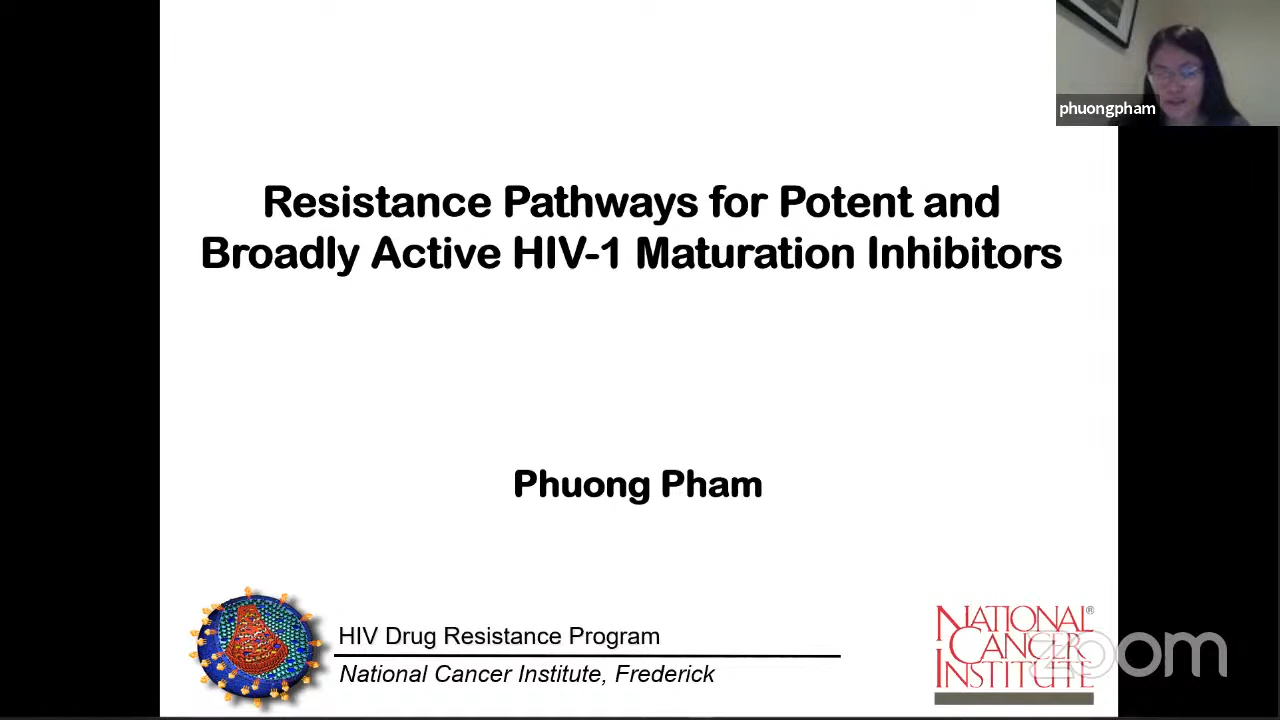 phuongpham
Resistance Pathways for Potent and
Broadly Active HIV-1 Maturation Inhibitors
Phuong Pham
HIV Drug Resistance Program
National Cancer Institute, Frederick
NATIONAL®
CANCER
INSTITUTE
zoom